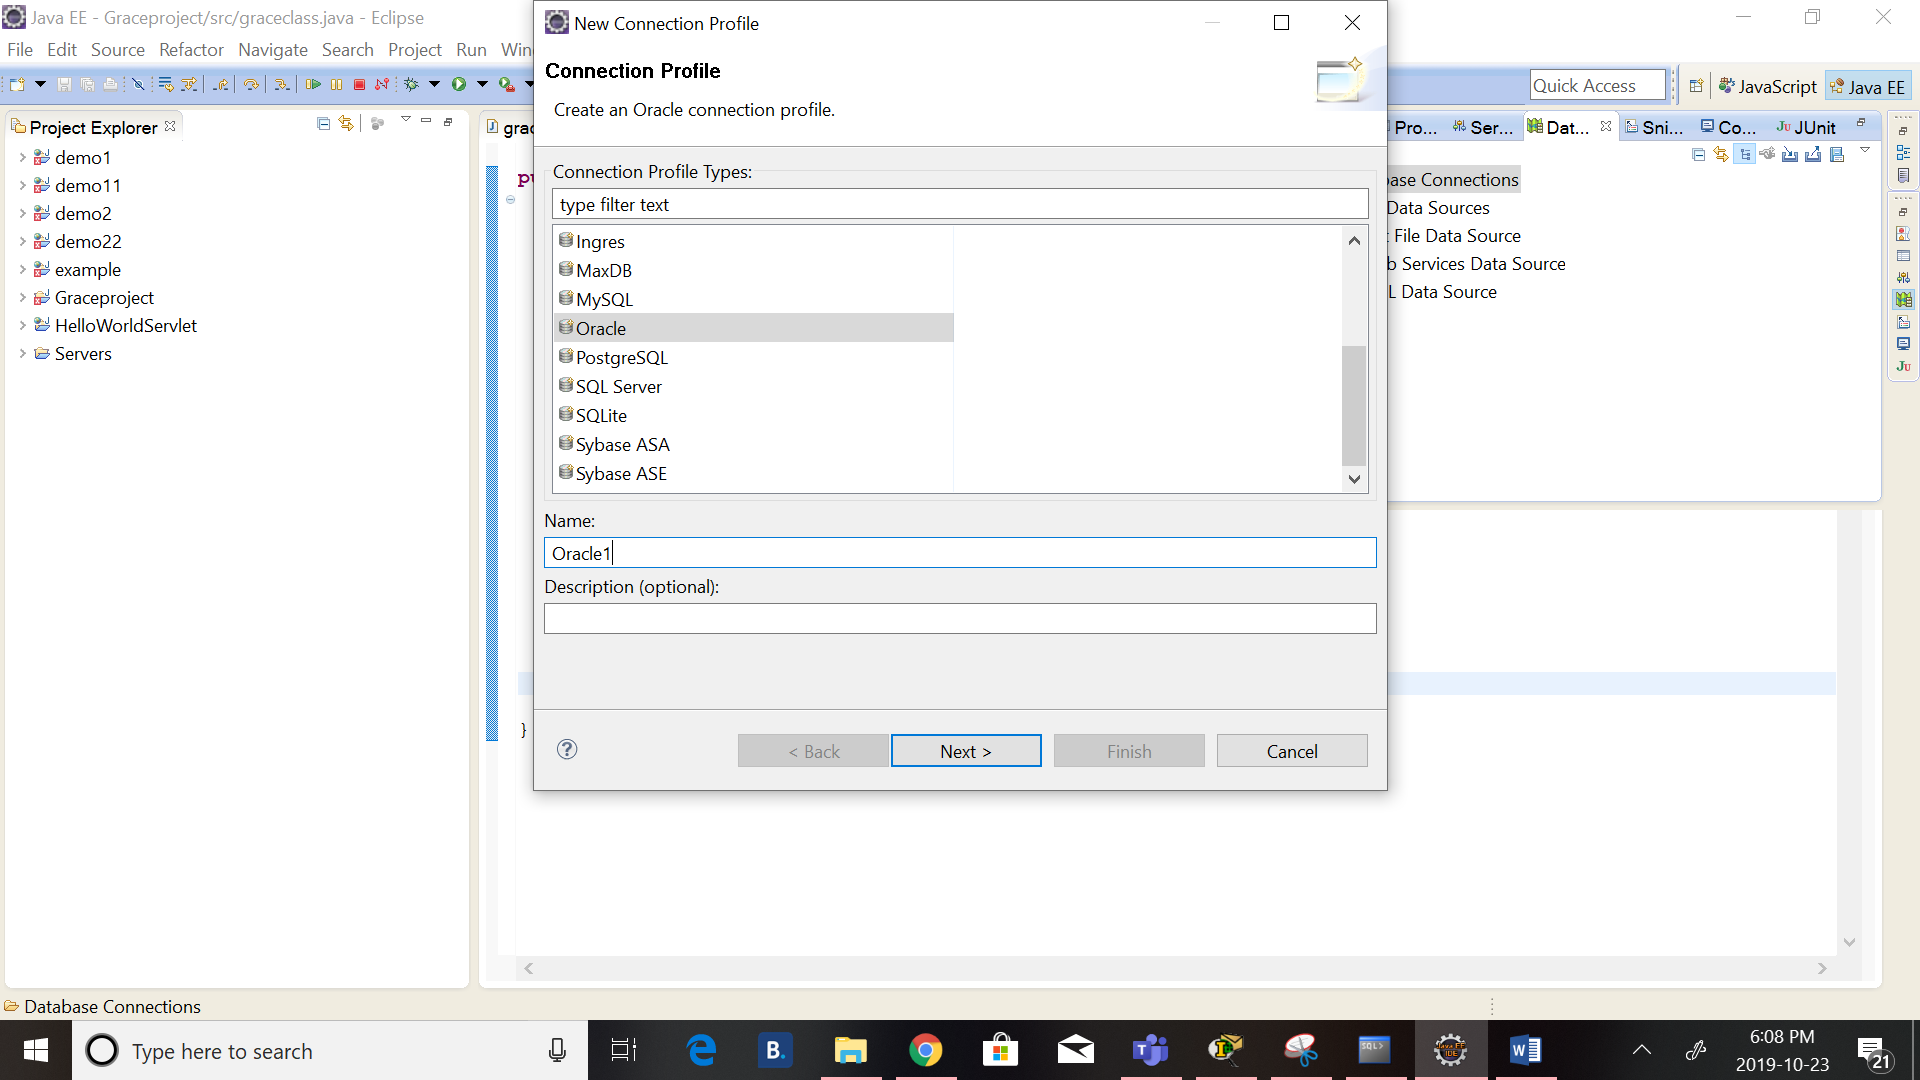 Java EE - Graceproject/src/graceclass.java - Eclipse
File Edit Source Refactor Navigate Search Project Run
Quick Access
JavaScript
Java EE
Project Explorer
demo1
demo11
demo2
demo22
example
Graceproject
HelloWorldServlet
Servers
New Connection Profile
Connection Profile
Create an Oracle connection profile.
Connection Profile Types:
type filter text
Ingres
MaxDB
MySQL
Oracle
PostgreSQL
SQL Server
SQLite
Sybase ASA
Sybase ASE
Name:
Oracle1
Description (optional):
< Back
Next >
Finish
Cancel
}
Pro... Ser... Dat... Sni... Co... JUnit
Connections
Data Sources
File Data Source
Services Data Source
Data Source
Database Connections
Type here to search
B.
SQL>
Java EE
IDE
6:08 PM
2019-10-23
21